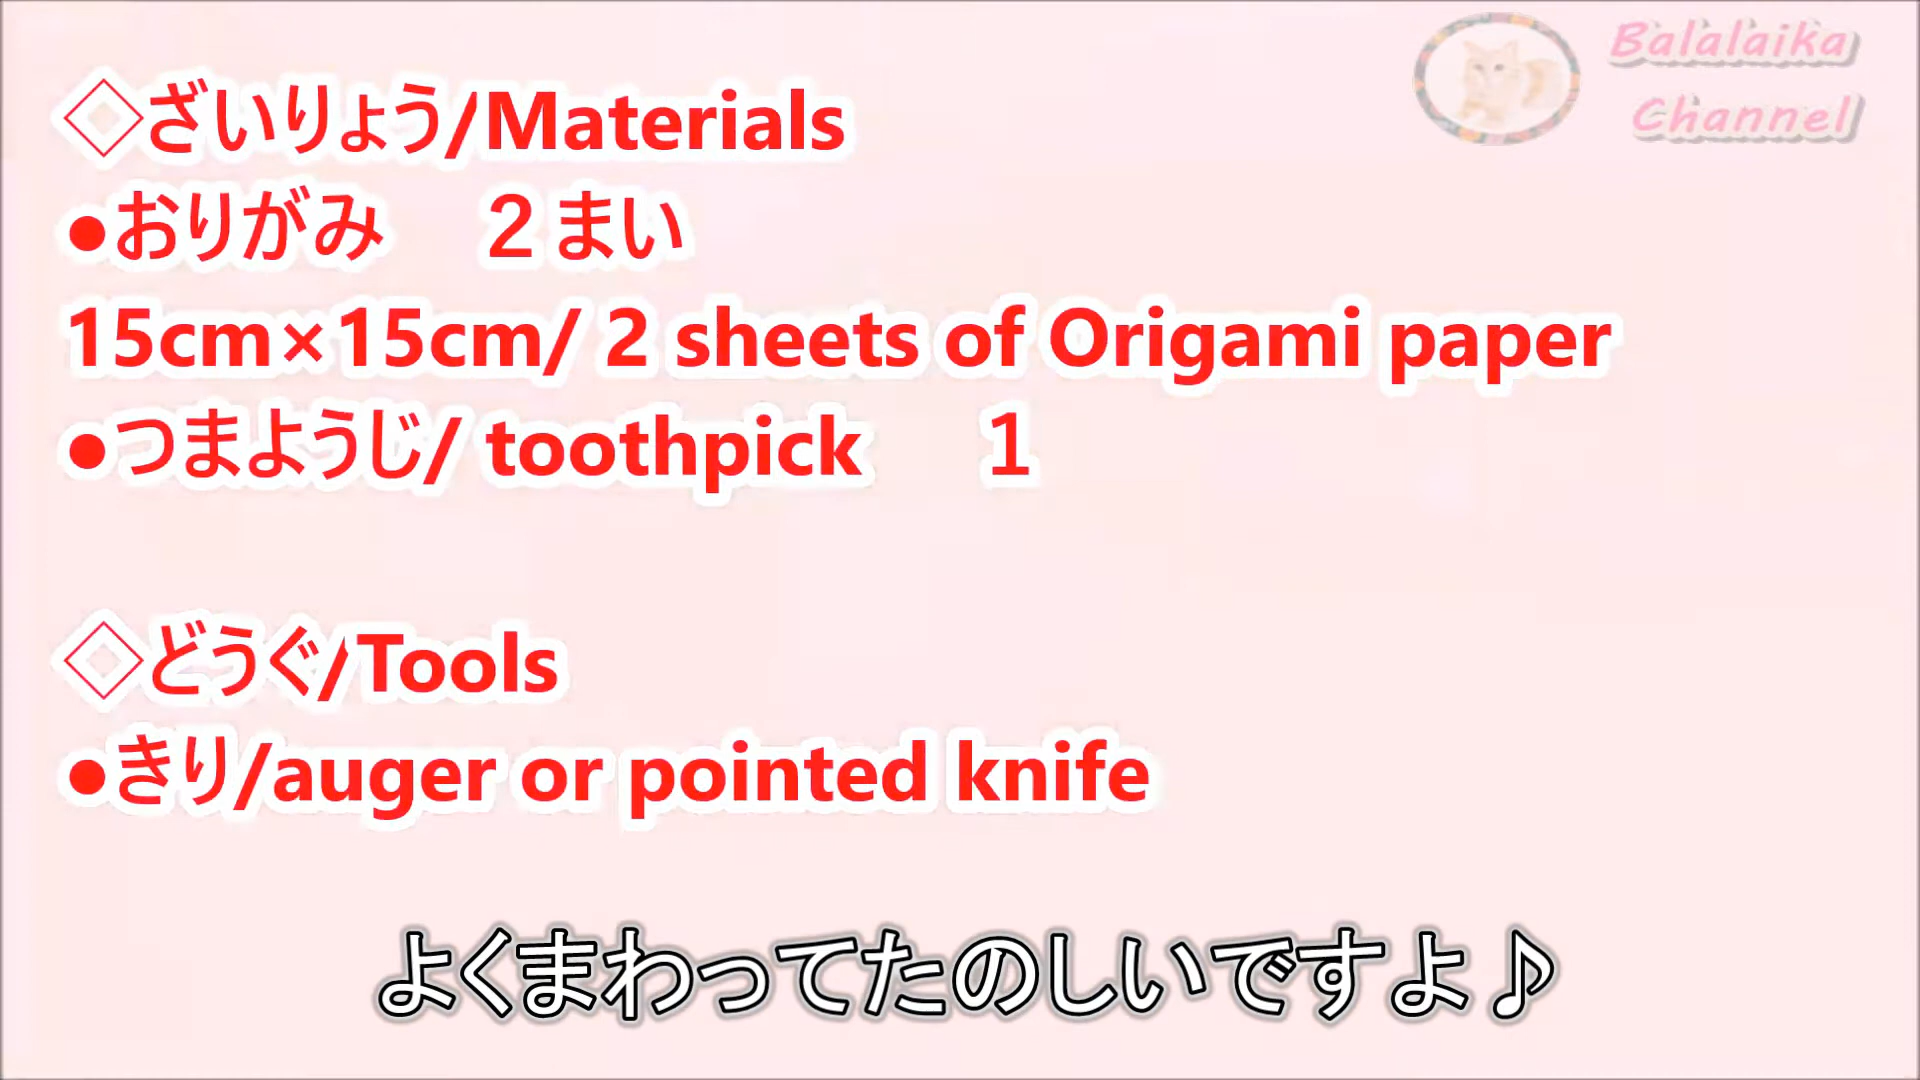 Balalaika
Channel
◇ざいりょう/Materials
●おりがみ　２まい
15cm×15cm/ 2 sheets of Origami paper
●つまようじ/ toothpick　1
◇どうぐ/Tools
●きり/auger or pointed knife
よくまわってたのしいですよ♪